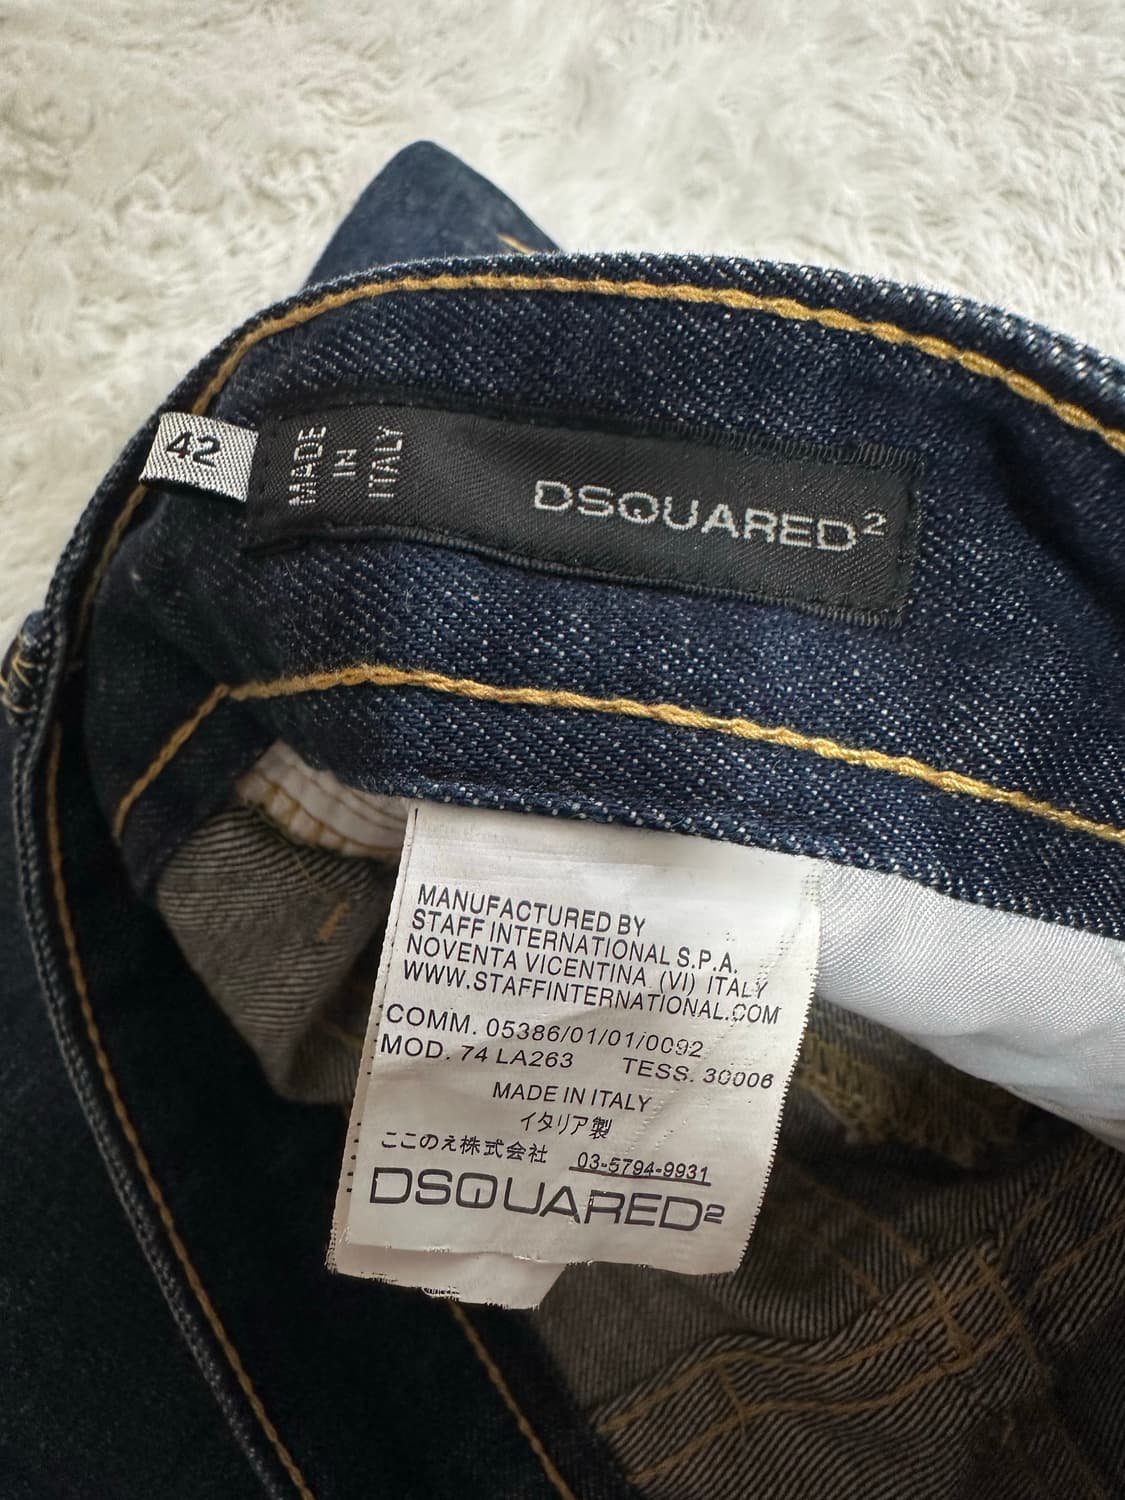 42
MADE
IN
ITALY
DSQUARED²
MANUFACTURED BY
STAFF INTERNATIONAL S.P.A.
NOVENTA VICENTINA (VI) ITALY
WWW.STAFFINTERNATIONAL.COM
COMM. 05386/01/01/0092
MOD. 74 LA263 TESS. 30006
MADE IN ITALY
イタリア製
ここのえ株式会社 03-5794-9931
DSQUARED²